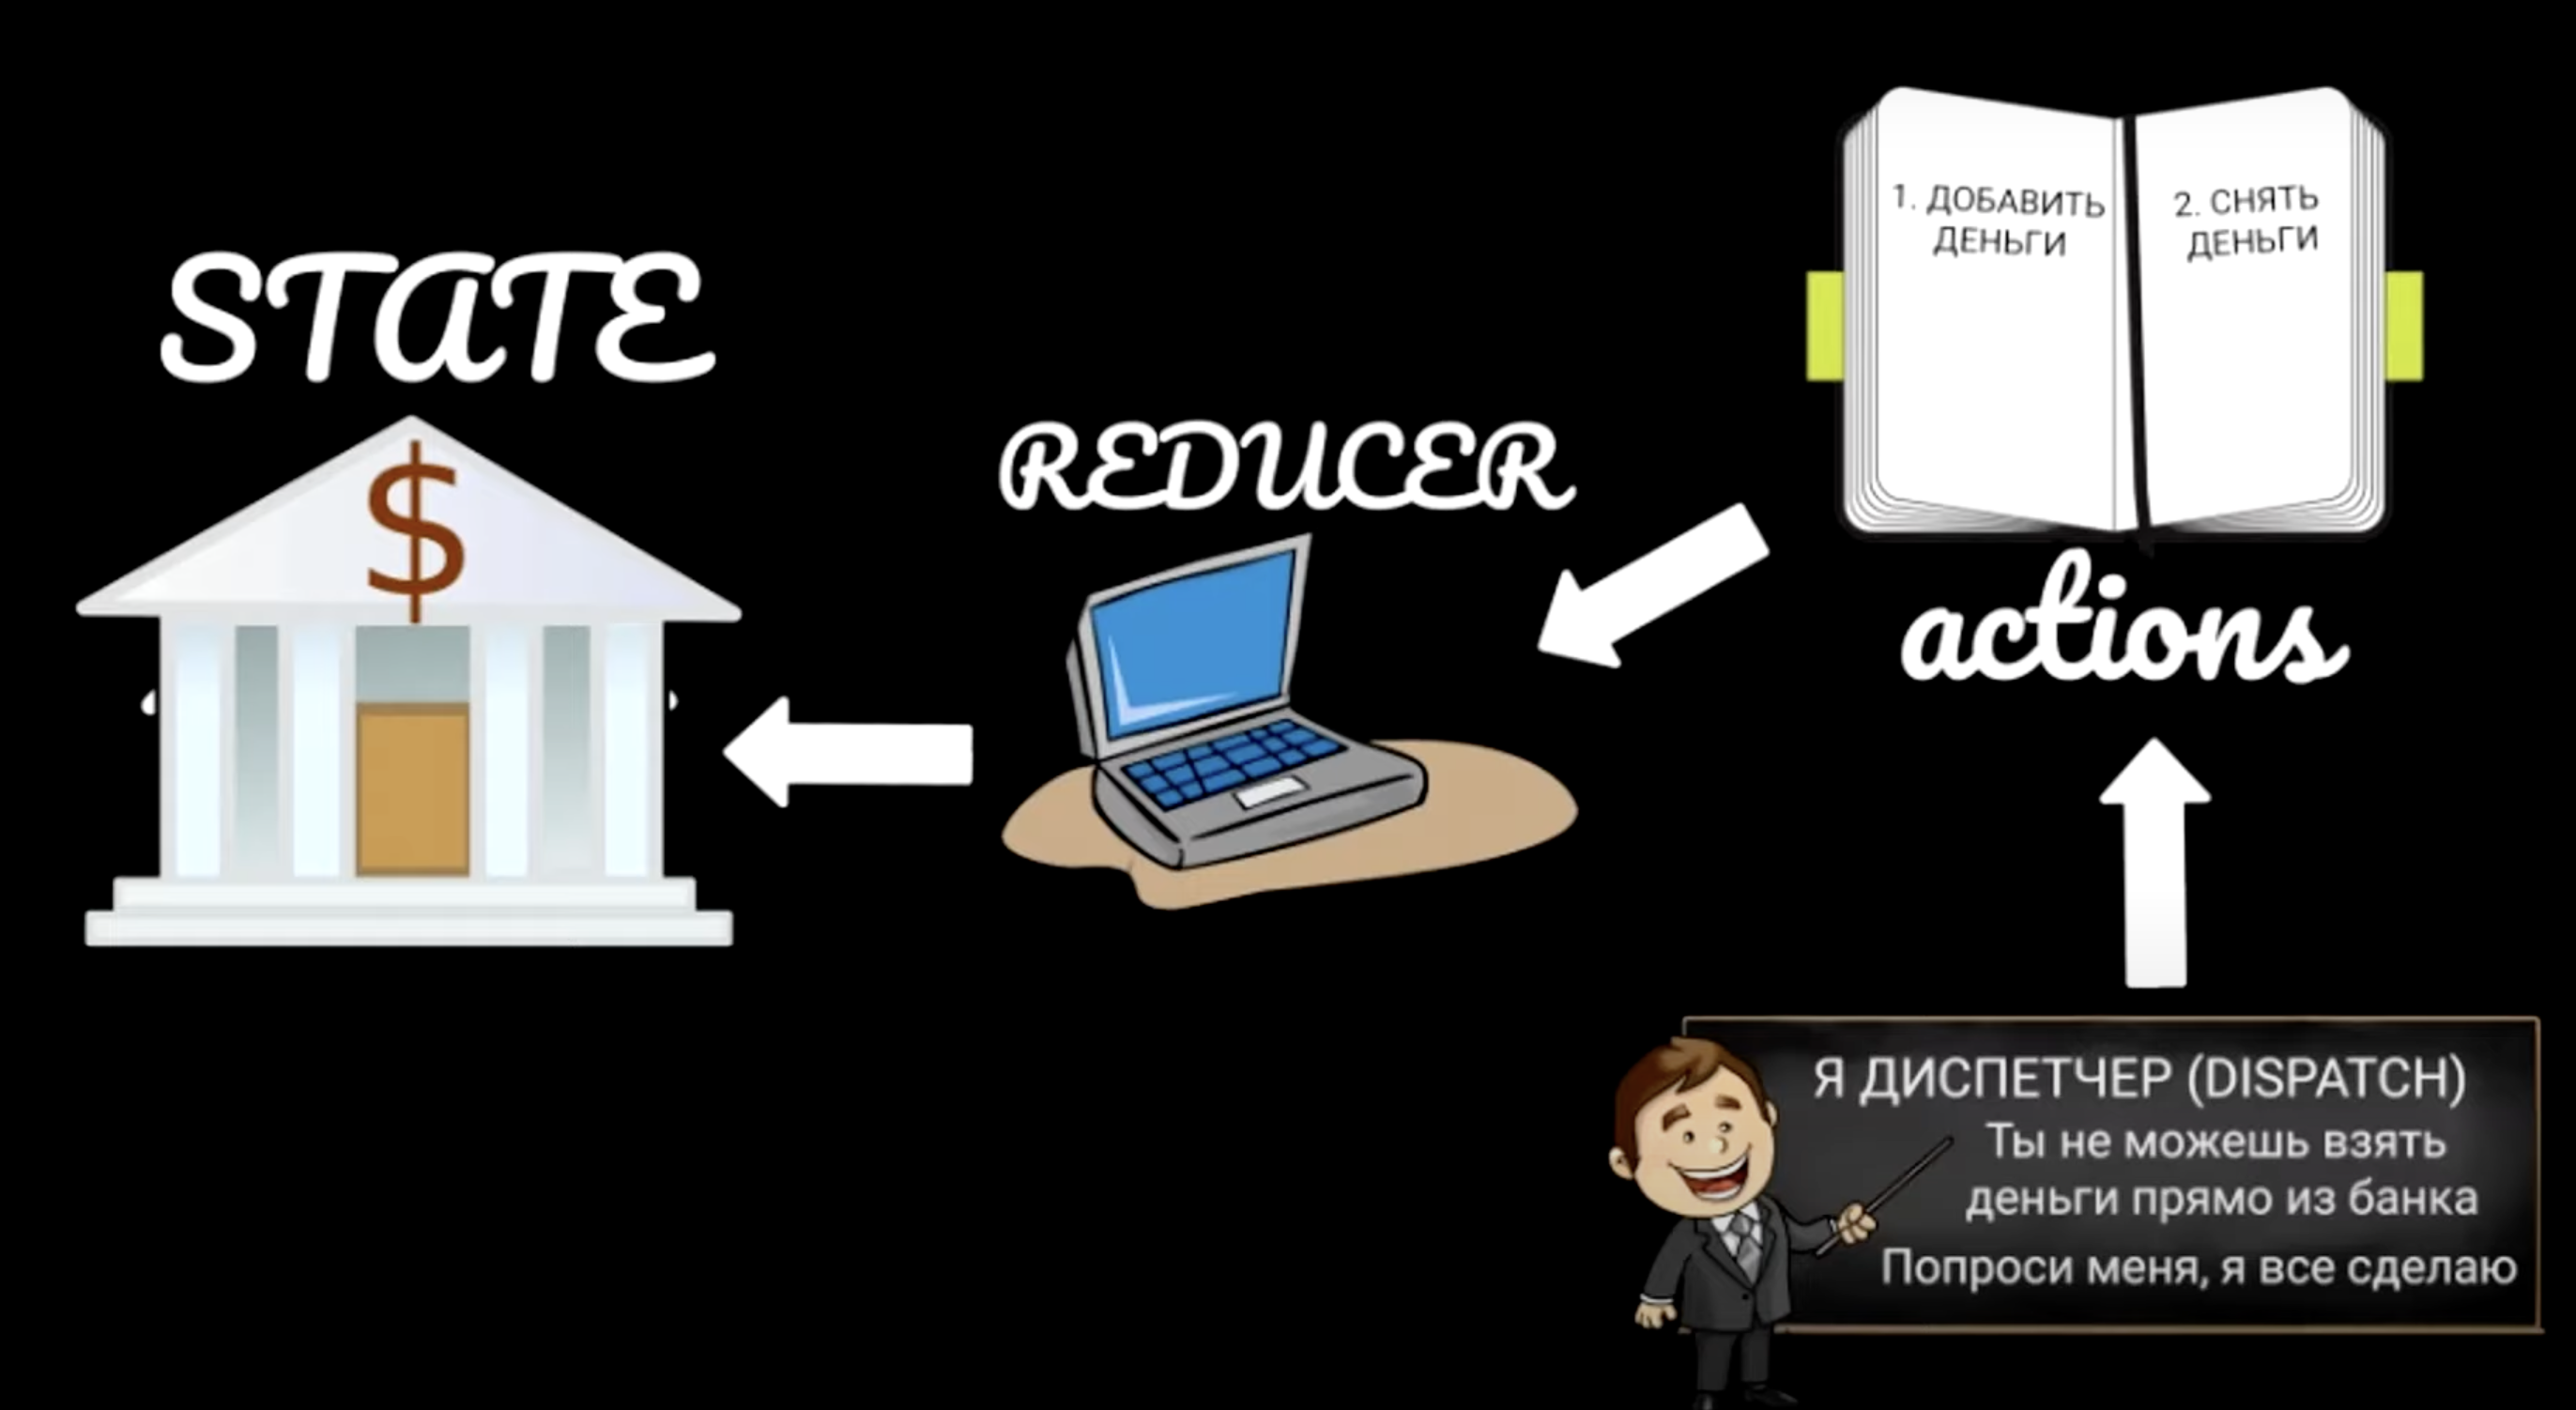 STATE
$
REDUCER
1. ДОБАВИТЬ
ДЕНЬГИ
2. СНЯТЬ
ДЕНЬГИ
actions
Я ДИСПЕТЧЕР (DISPATCH)
Ты не можешь взять
деньги прямо из банка
Попроси меня, я все сделаю